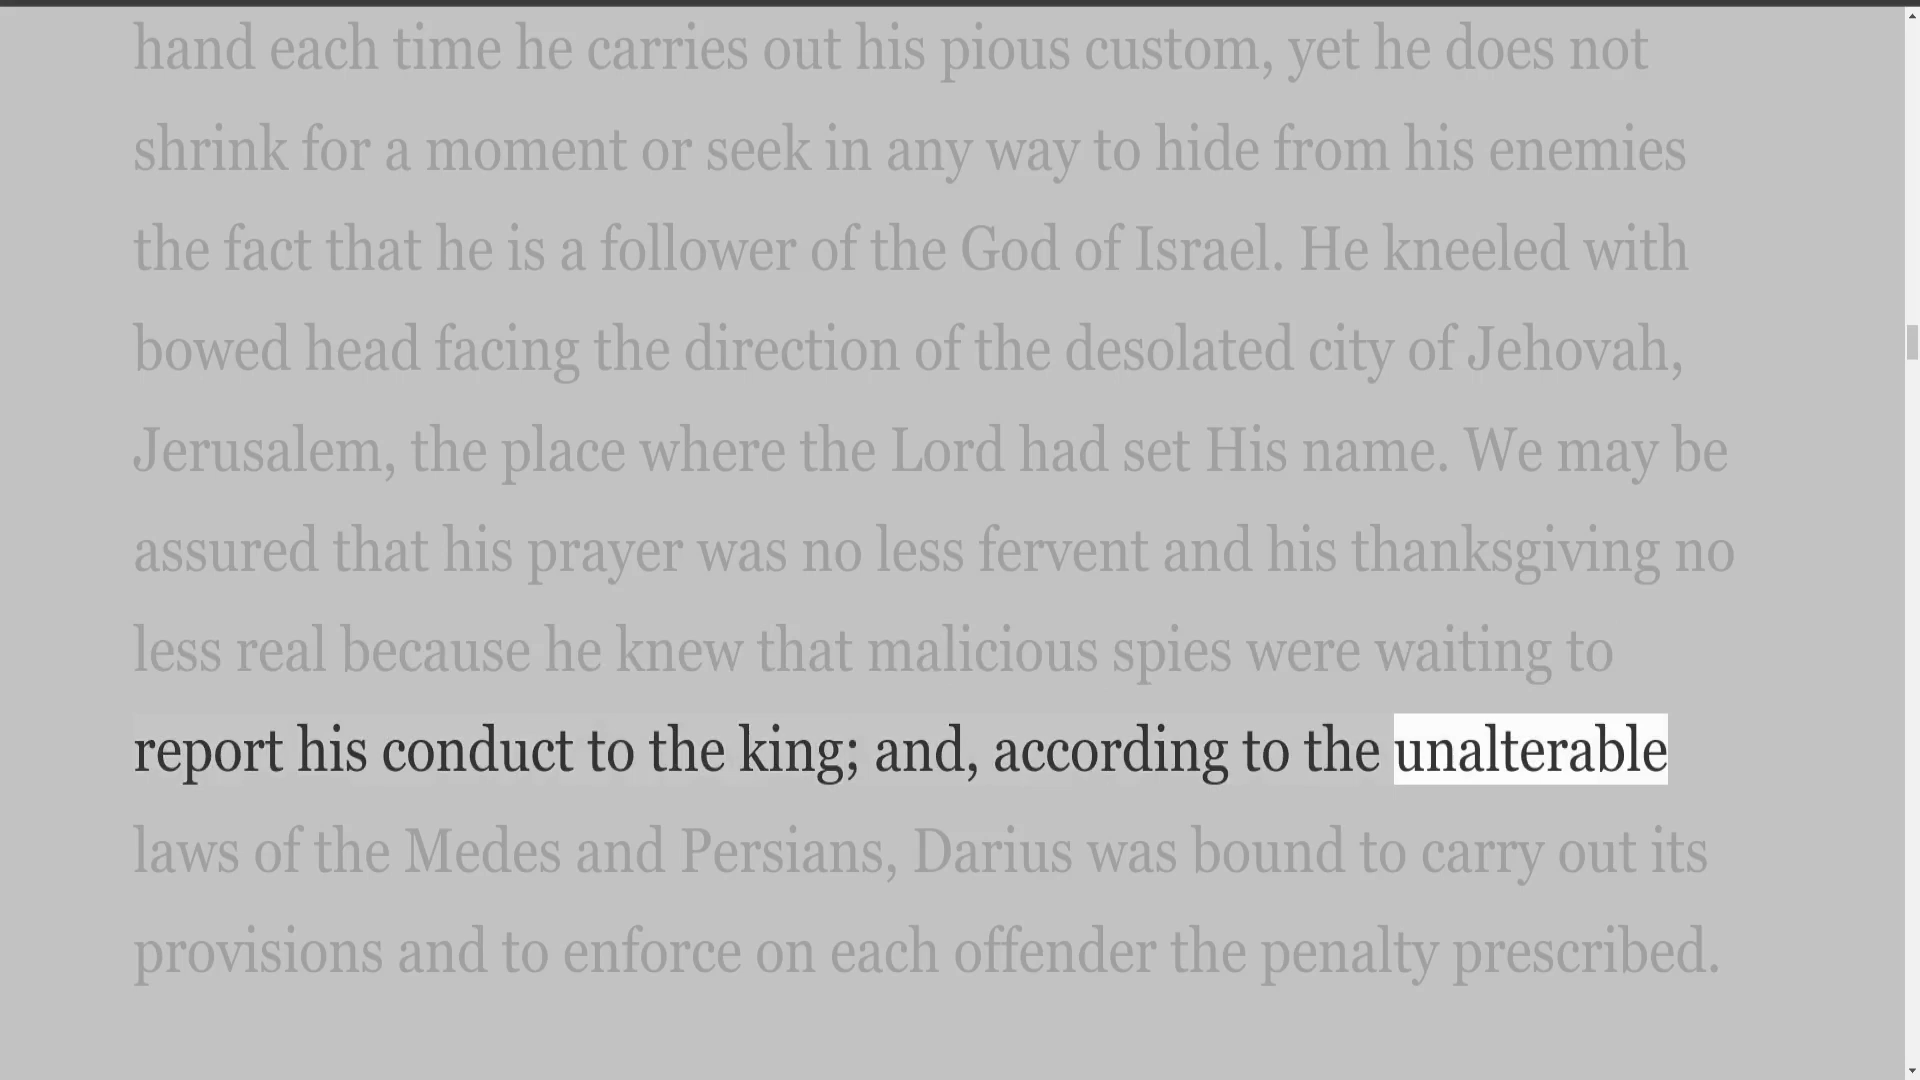 hand each time he carries out his pious custom, yet he does not
shrink for a moment or seek in any way to hide from his enemies
the fact that he is a follower of the God of Israel. He kneeled with
bowed head facing the direction of the desolated city of Jehovah,
Jerusalem, the place where the Lord had set His name. We may be
assured that his prayer was no less fervent and his thanksgiving no
less real because he knew that malicious spies were waiting to
report his conduct to the king; and, according to the unalterable
laws of the Medes and Persians, Darius was bound to carry out its
provisions and to enforce on each offender the penalty prescribed.